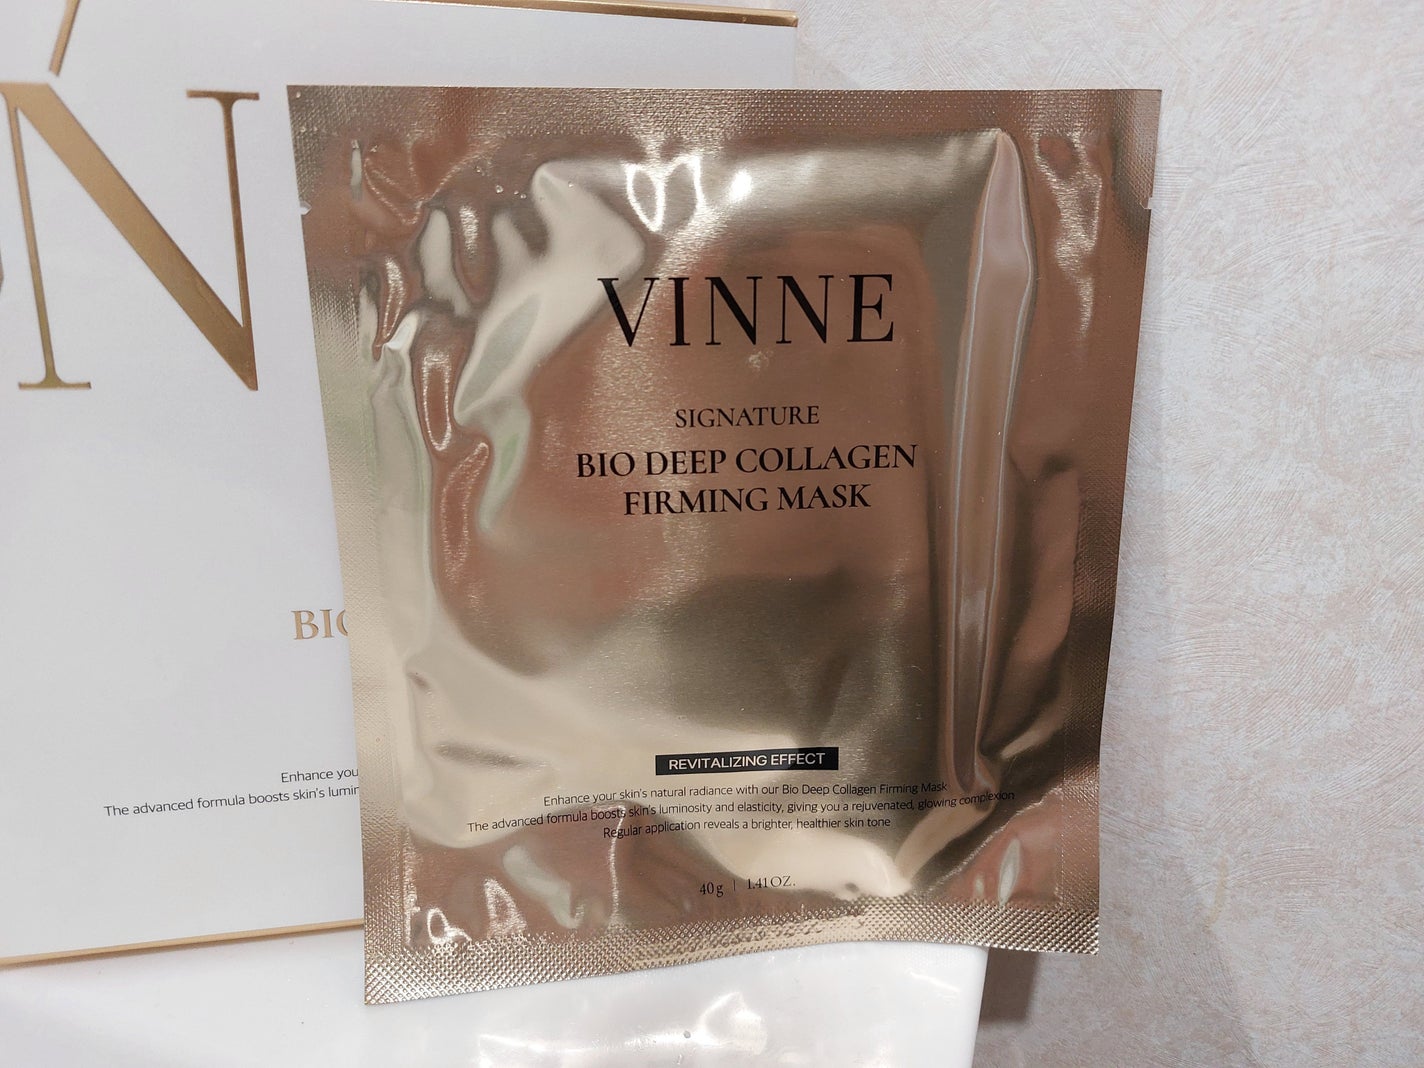 N
BIO
Enhance you
The advanced formula boosts skin's lumin
VINNE
SIGNATURE
BIO DEEP COLLAGEN
FIRMING MASK
REVITALIZING EFFECT
Enhance your skin's natural radiance with our Bio Deep Collagen Firming Mask
The advanced formula boosts skin's luminosity and elasticity, giving you a rejuvenated, glowing complexion
Regular application reveals a brighter, healthier skin tone
40g | 1.41OZ.